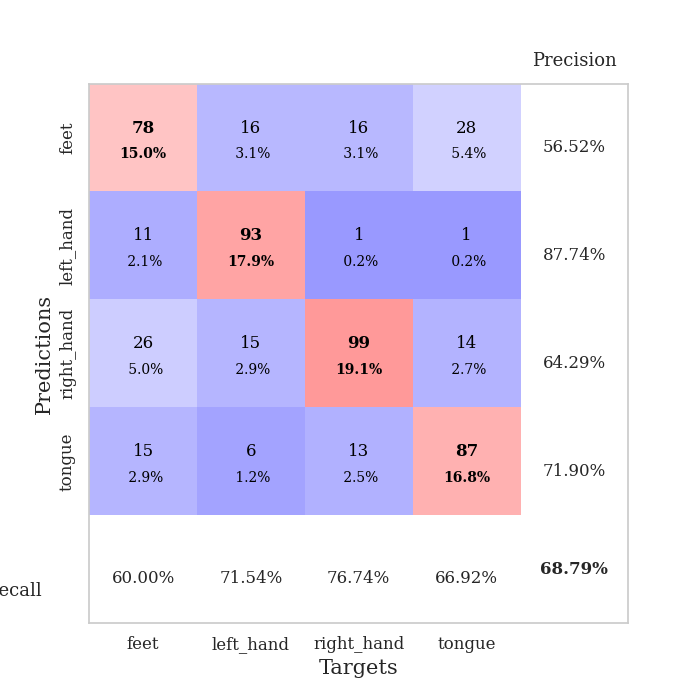 Precision
feet 78 16 16 28 56.52%
15.0% 3.1% 3.1% 5.4%
left_hand 11 93 1 1 87.74%
2.1% 17.9% 0.2% 0.2%
right_hand 26 15 99 14 64.29%
5.0% 2.9% 19.1% 2.7%
tongue 15 6 13 87 71.90%
2.9% 1.2% 2.5% 16.8%
Predictions
ecall 60.00% 71.54% 76.74% 66.92% 68.79%
feet left_hand right_hand tongue
Targets